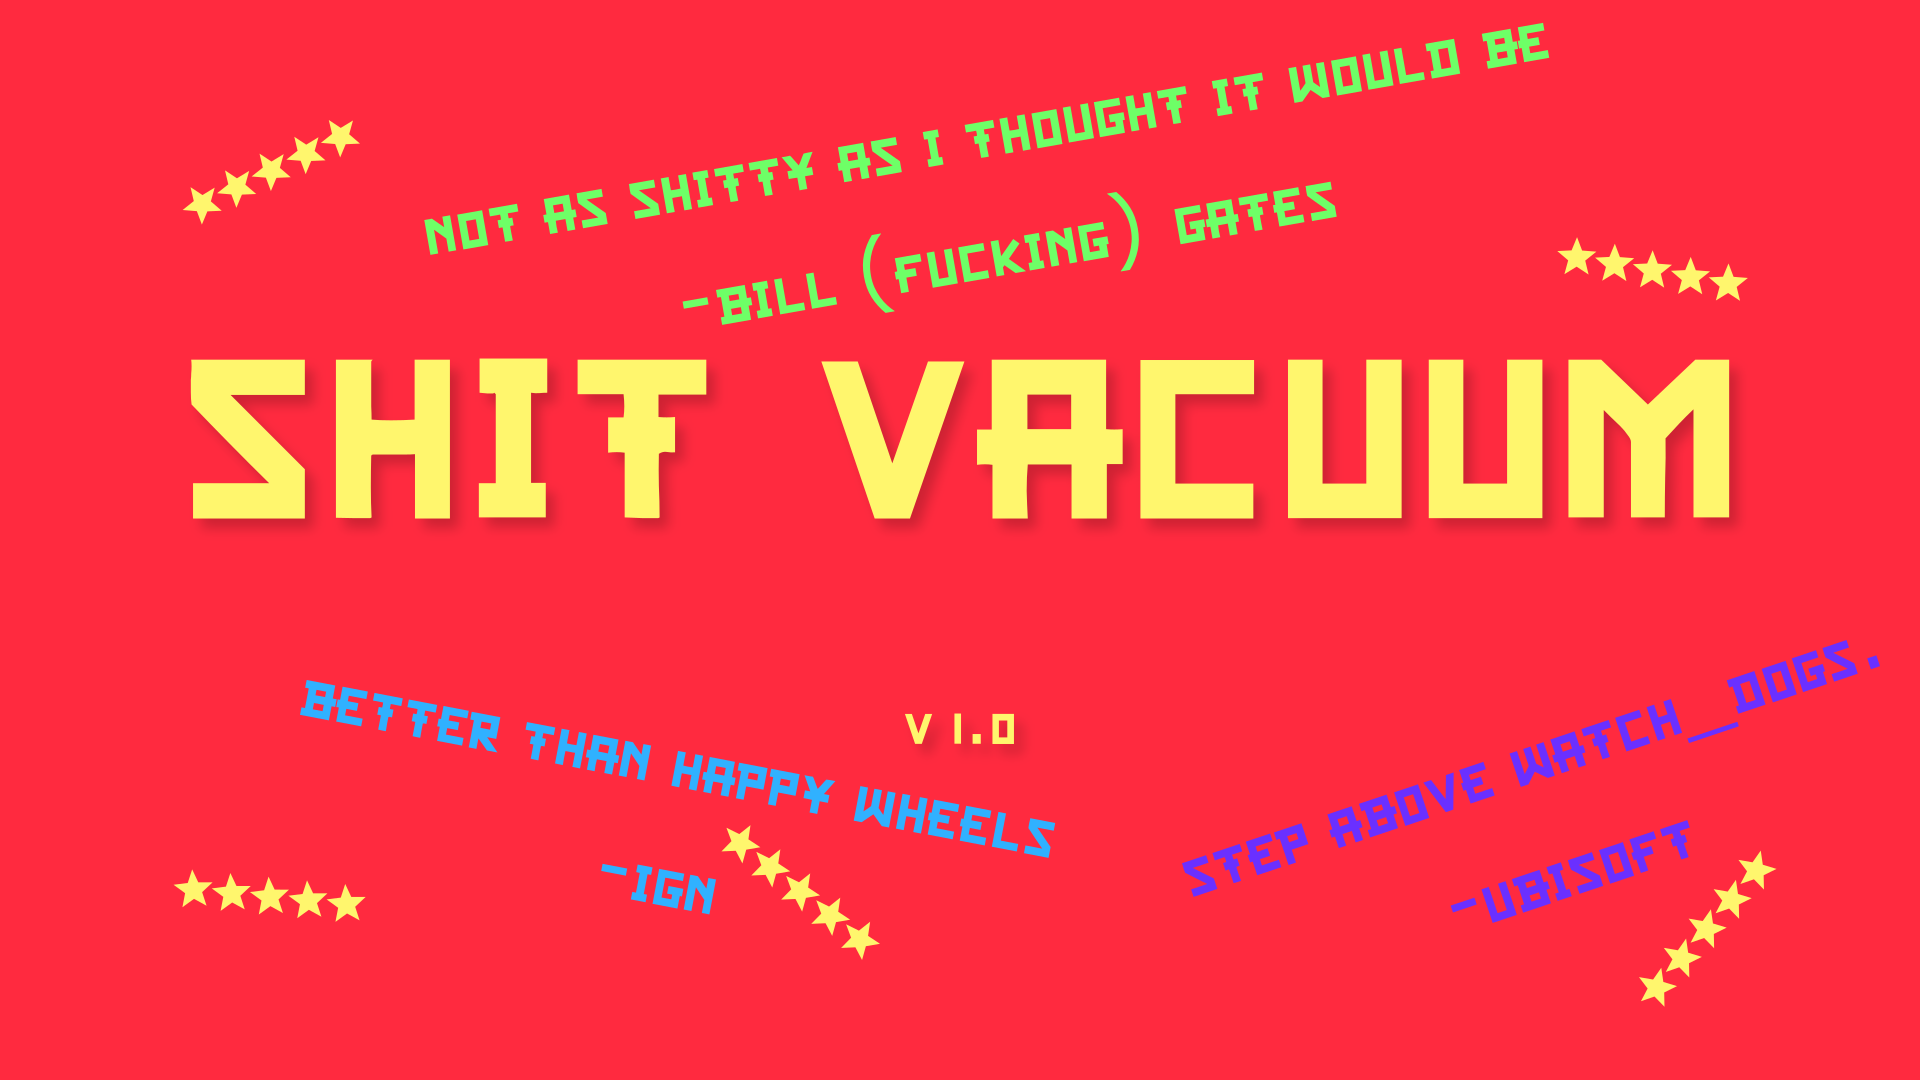 NOT AS SHITTY AS I THOUGHT IT WOULD BE
-BILL (FUCKING) GATES
SHIT VACUUM
V 1.0
BETTER THAN HAPPY WHEELS
-IGN
STEP ABOVE WATCH_DOGS.
-UBISOFT